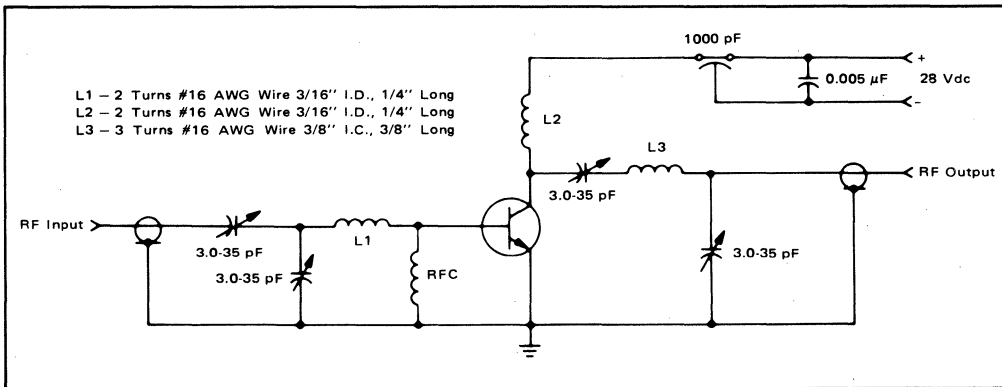 1000 pF
+
0.005 µF
28 Vdc
-
L1 – 2 Turns #16 AWG Wire 3/16" I.D., 1/4" Long
L2 – 2 Turns #16 AWG Wire 3/16" I.D., 1/4" Long
L3 – 3 Turns #16 AWG Wire 3/8" I.C., 3/8" Long
L2
L3
3.0-35 pF
RF Output
RF Input
3.0-35 pF
L1
3.0-35 pF
RFC
3.0-35 pF